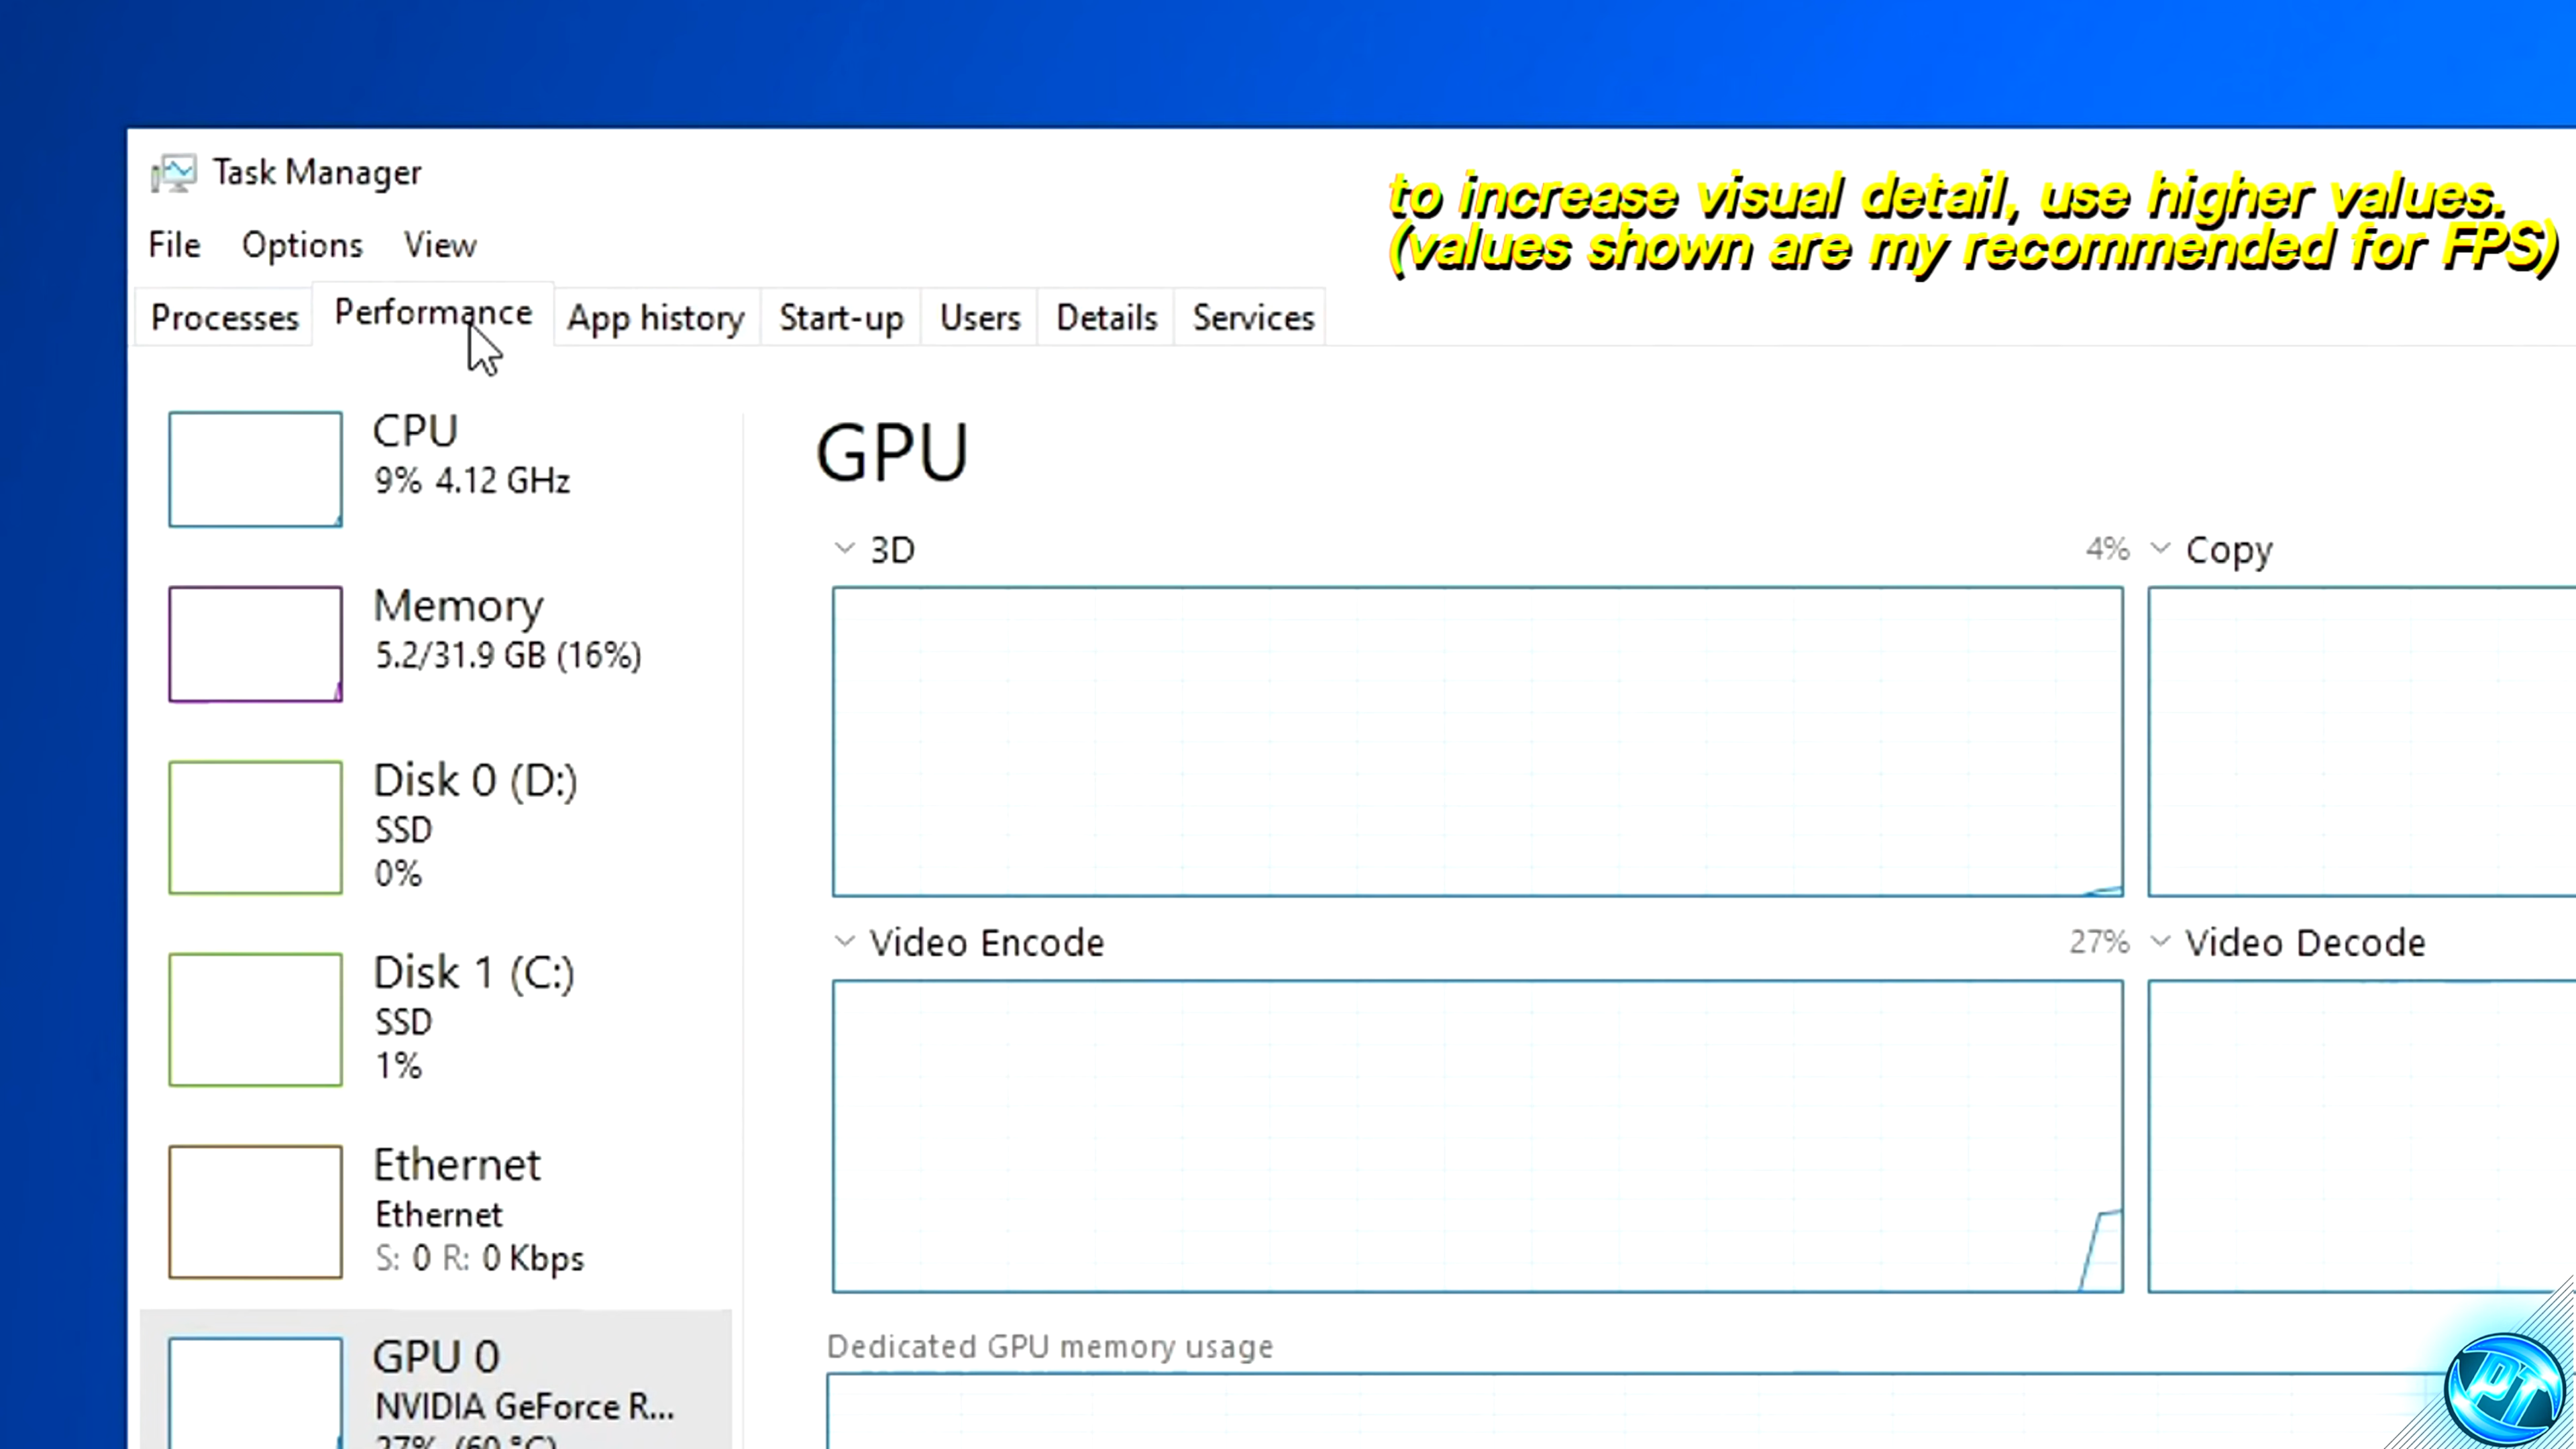 Task Manager
to increase visual detail, use higher values.
(values shown are my recommended for FPS)
File Options View
Processes Performance App history Start-up Users Details Services
CPU
9% 4.12 GHz
Memory
5.2/31.9 GB (16%)
Disk 0 (D:)
SSD
0%
Disk 1 (C:)
SSD
1%
Ethernet
Ethernet
S: 0 R: 0 Kbps
GPU 0
NVIDIA GeForce R...
27% (60 °C)
GPU
3D 4% Copy
Video Encode 27% Video Decode
Dedicated GPU memory usage
PT